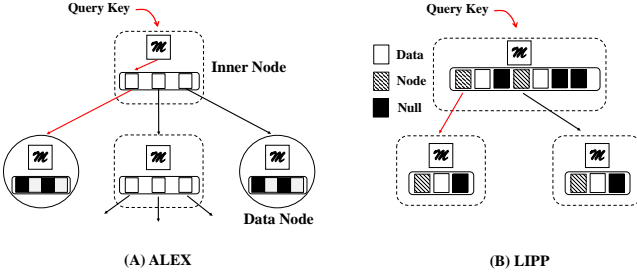 Query Key
ℳ
Inner Node
ℳ
ℳ
ℳ
Data Node
(A) ALEX
Query Key
ℳ
Data
Node
Null
ℳ
ℳ
(B) LIPP